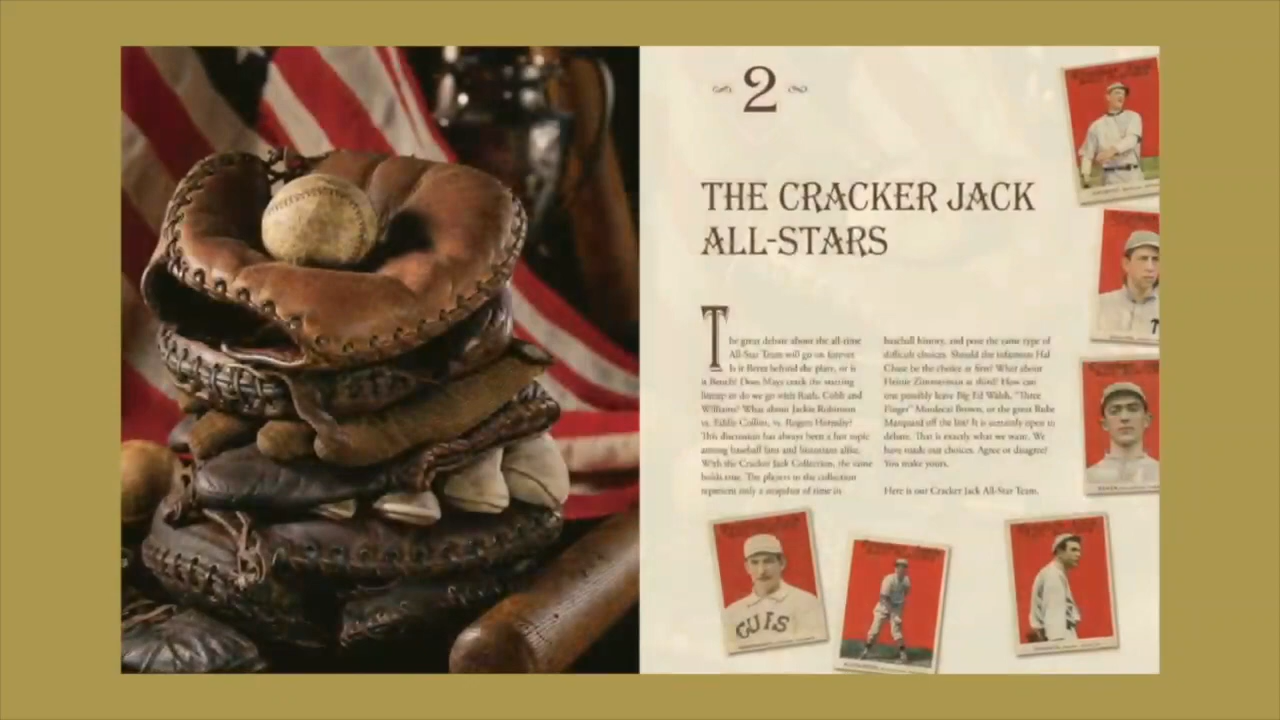 2
THE CRACKER JACK
ALL-STARS
The great debate about the all-time
All-Star Team will go on forever.
Is it Berra behind the plate, or is
it Bench? Does Mays crack the starting
lineup or do we go with Ruth, Cobb and
Williams? What about Jackie Robinson
vs. Eddie Collins, vs. Rogers Hornsby?
This discussion has always been a hot topic
among baseball fans and historians alike.
With the Cracker Jack Collection, the same
holds true. The players in the collection
represent only a snapshot of time in
baseball history, and pose the same type of
difficult choices. Should the infamous Hal
Chase be the choice at first? What about
Heinie Zimmerman at third? How can
one possibly leave Big Ed Walsh, "Three
Finger" Mordecai Brown, or the great Rube
Marquard off the list? It is certainly open to
debate. That is exactly what we want. We
have made our choices. Agree or disagree?
You make yours.
Here is our Cracker Jack All-Star Team.
CUFS